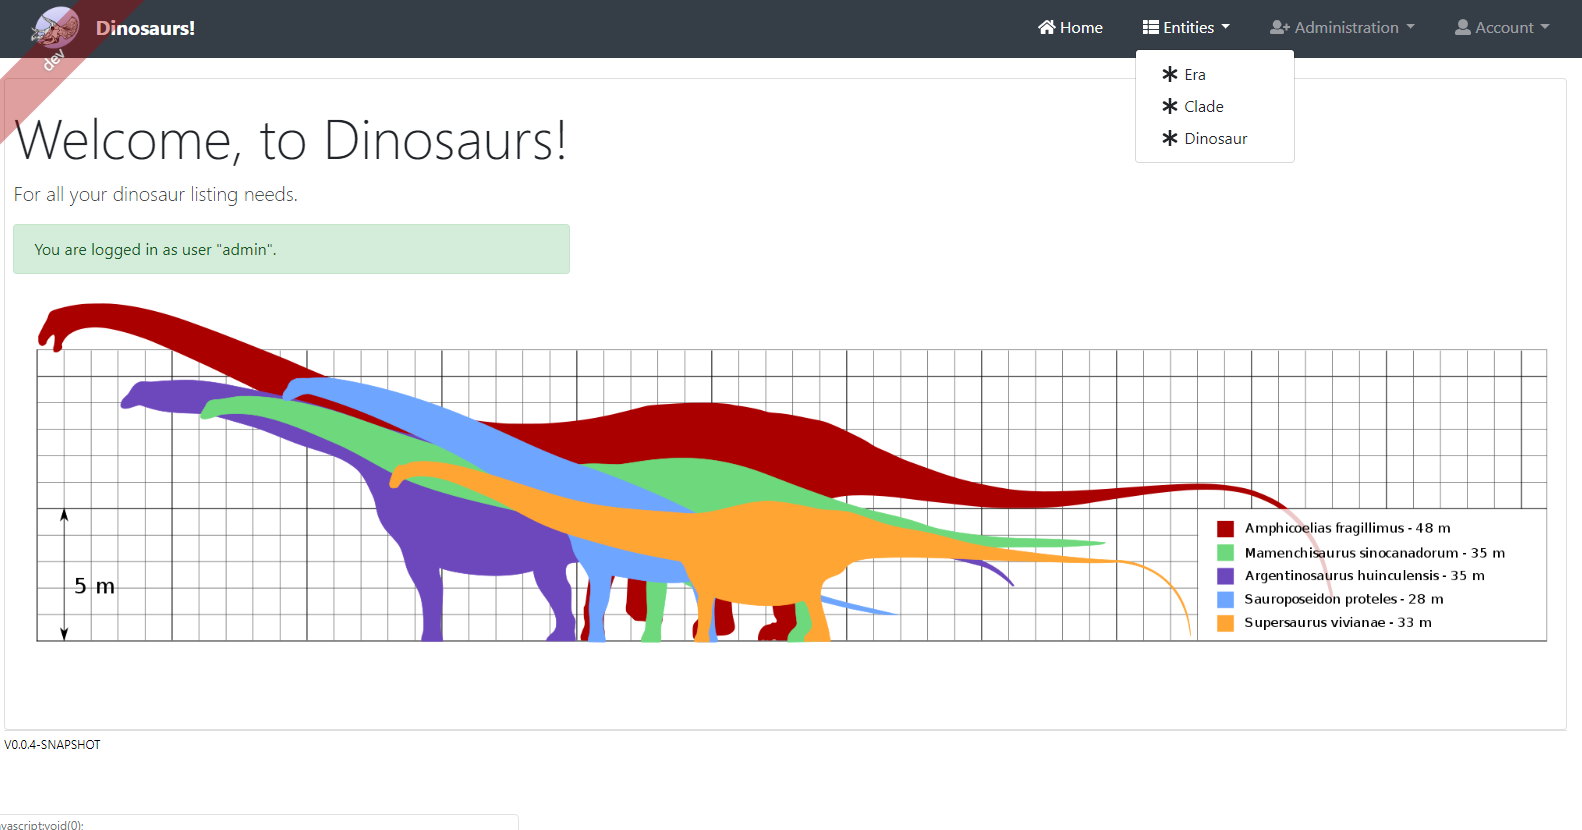 Dinosaurs!
Home
Entities
Administration
Account
dev
Era
Clade
Dinosaur
Welcome, to Dinosaurs!
For all your dinosaur listing needs.
You are logged in as user "admin".
5 m
Amphicoelias fragillimus - 48 m
Mamenchisaurus sinocanadorum - 35 m
Argentinosaurus huinculensis - 35 m
Sauroposeidon proteles - 28 m
Supersaurus vivianae - 33 m
V0.0.4-SNAPSHOT
vascript:void(0);